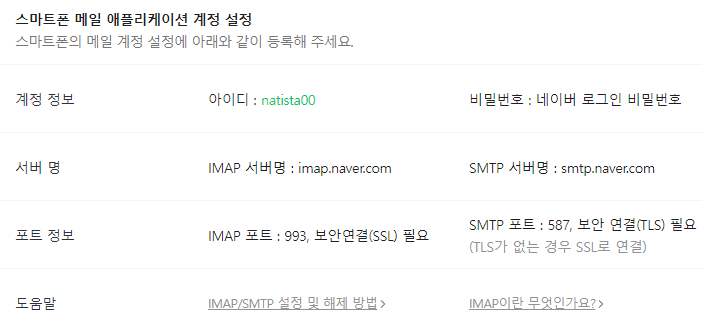 스마트폰 메일 애플리케이션 계정 설정
스마트폰의 메일 계정 설정에 아래와 같이 등록해 주세요.
계정 정보 아이디 : natista00 비밀번호 : 네이버 로그인 비밀번호
서버 명 IMAP 서버명 : imap.naver.com SMTP 서버명 : smtp.naver.com
포트 정보 IMAP 포트 : 993, 보안연결(SSL) 필요 SMTP 포트 : 587, 보안 연결(TLS) 필요
(TLS가 없는 경우 SSL로 연결)
도움말 IMAP/SMTP 설정 및 해제 방법 > IMAP이란 무엇인가요? >